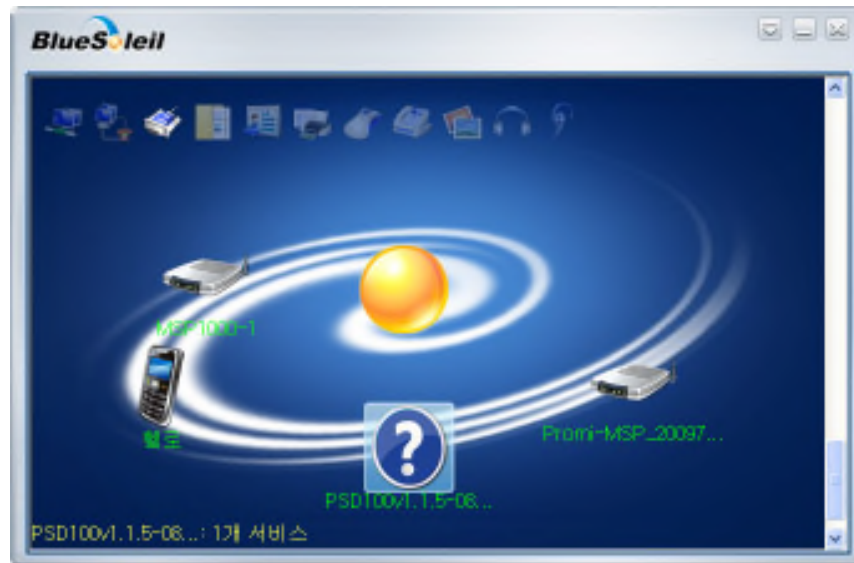 BlueSoleil
MSP1000-1
헬로
Promi-MSP_20097...
PSD100v1.1.5-08...
PSD100v1.1.5-08...: 1개 서비스